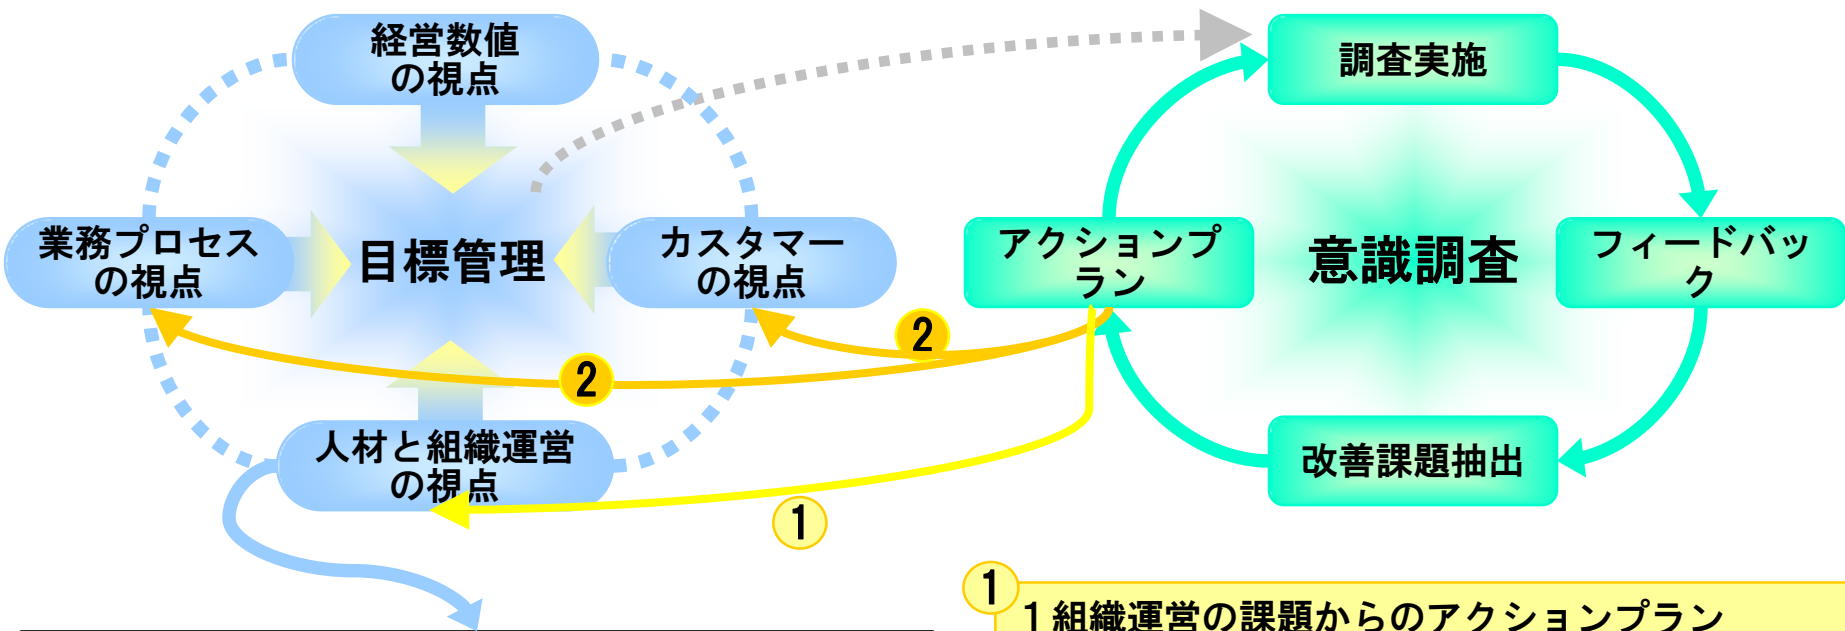 経営数値
の視点
調査実施
業務プロセス
の視点
目標管理
カスタマー
の視点
アクションプ
ラン
意識調査
フィードバッ
ク
2
2
人材と組織運営
の視点
改善課題抽出
1
1
1組織運営の課題からのアクションプラン